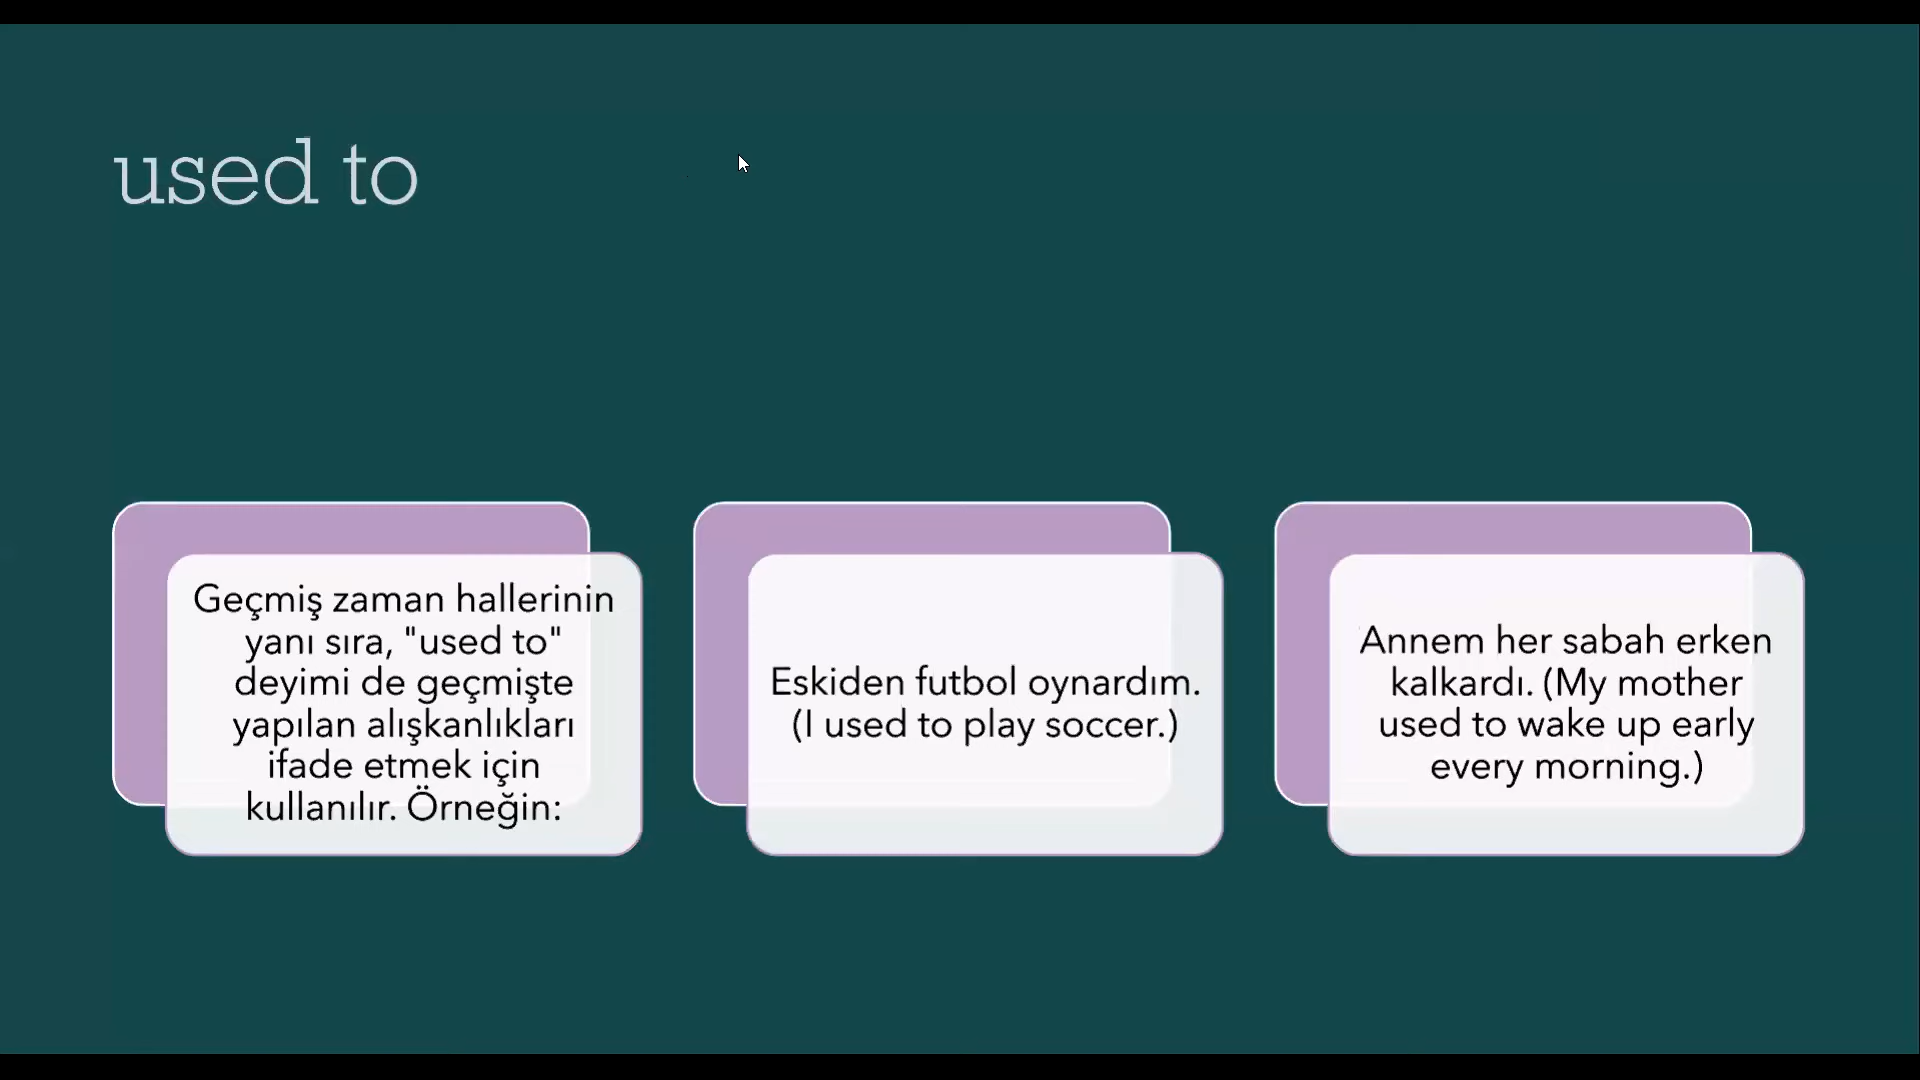 used to
Geçmiş zaman hallerinin
yanı sıra, "used to"
deyimi de geçmişte
yapılan alışkanlıkları
ifade etmek için
kullanılır. Örneğin:
Eskiden futbol oynardım.
(I used to play soccer.)
Annem her sabah erken
kalkardı. (My mother
used to wake up early
every morning.)